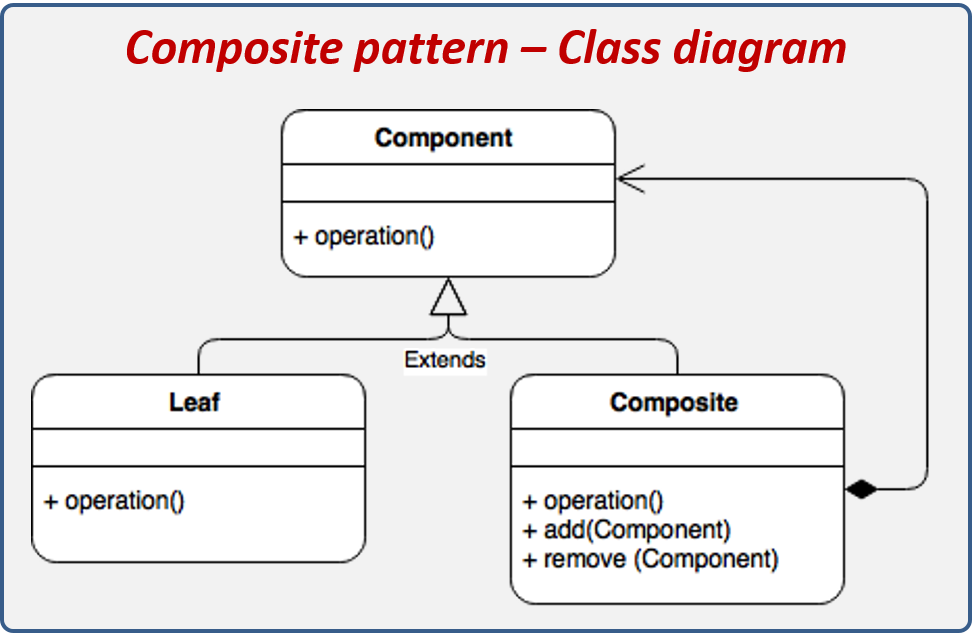 Composite pattern – Class diagram
Component
+ operation()
Extends
Leaf
+ operation()
Composite
+ operation()
+ add(Component)
+ remove (Component)